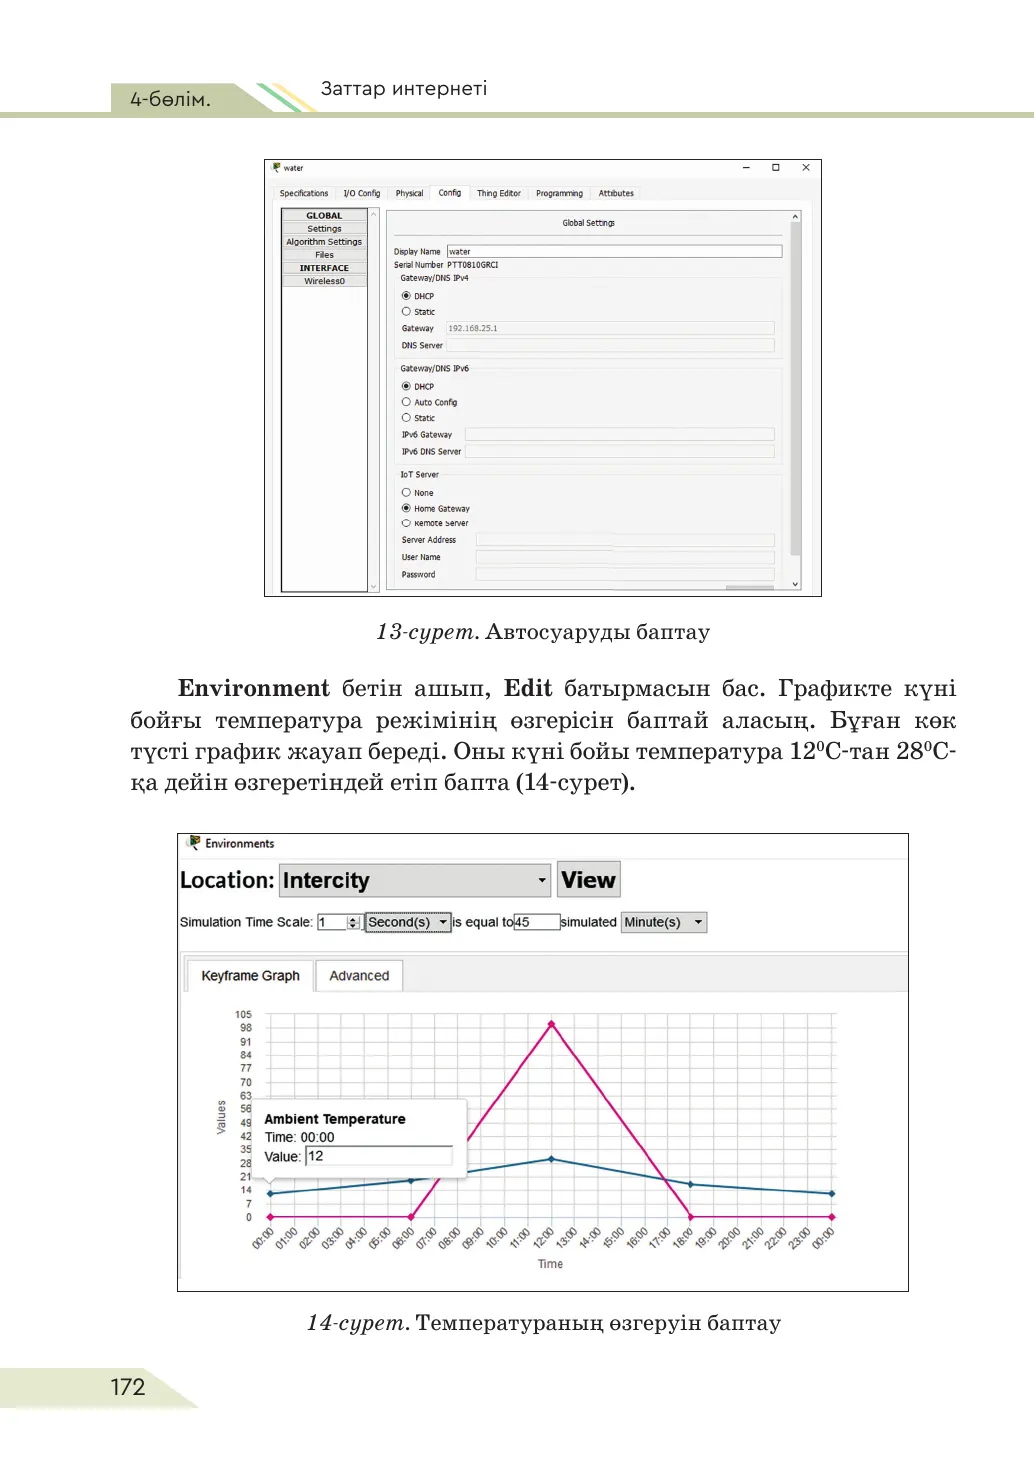 4-бөлім.
Заттар интернеті
water
Specifications I/O Config Physical Config Thing Editor Programming Attributes
GLOBAL
Settings
Algorithm Settings
Files
INTERFACE
Wireless0
Global Settings
Display Name water
Serial Number PTT0810GRCI
Gateway/DNS IPv4
DHCP
Static
Gateway 192.168.25.1
DNS Server
Gateway/DNS IPv6
DHCP
Auto Config
Static
IPv6 Gateway
IPv6 DNS Server
IoT Server
None
Home Gateway
Remote Server
Server Address
User Name
Password
13-сурет. Автосуаруды баптау
Environment бетін ашып, Edit батырмасын бас. Графикте күні
бойғы температура режімінің өзгерісін баптай аласың. Бұған көк
түсті график жауап береді. Оны күні бойы температура 12⁰С-тан 28⁰С-
қа дейін өзгеретіндей етіп бапта (14-сурет).
Environments
Location: Intercity View
Simulation Time Scale: 1 Second(s) is equal to 45 simulated Minute(s)
Keyframe Graph Advanced
105
98
91
84
77
70
63
56
49
42
35
28
21
14
7
0
Values
Ambient Temperature
Time: 00:00
Value: 12
00:00 01:00 02:00 03:00 04:00 05:00 06:00 07:00 08:00 09:00 10:00 11:00 12:00 13:00 14:00 15:00 16:00 17:00 18:00 19:00 20:00 21:00 22:00 23:00 00:00
Time
14-сурет. Температураның өзгеруін баптау
172